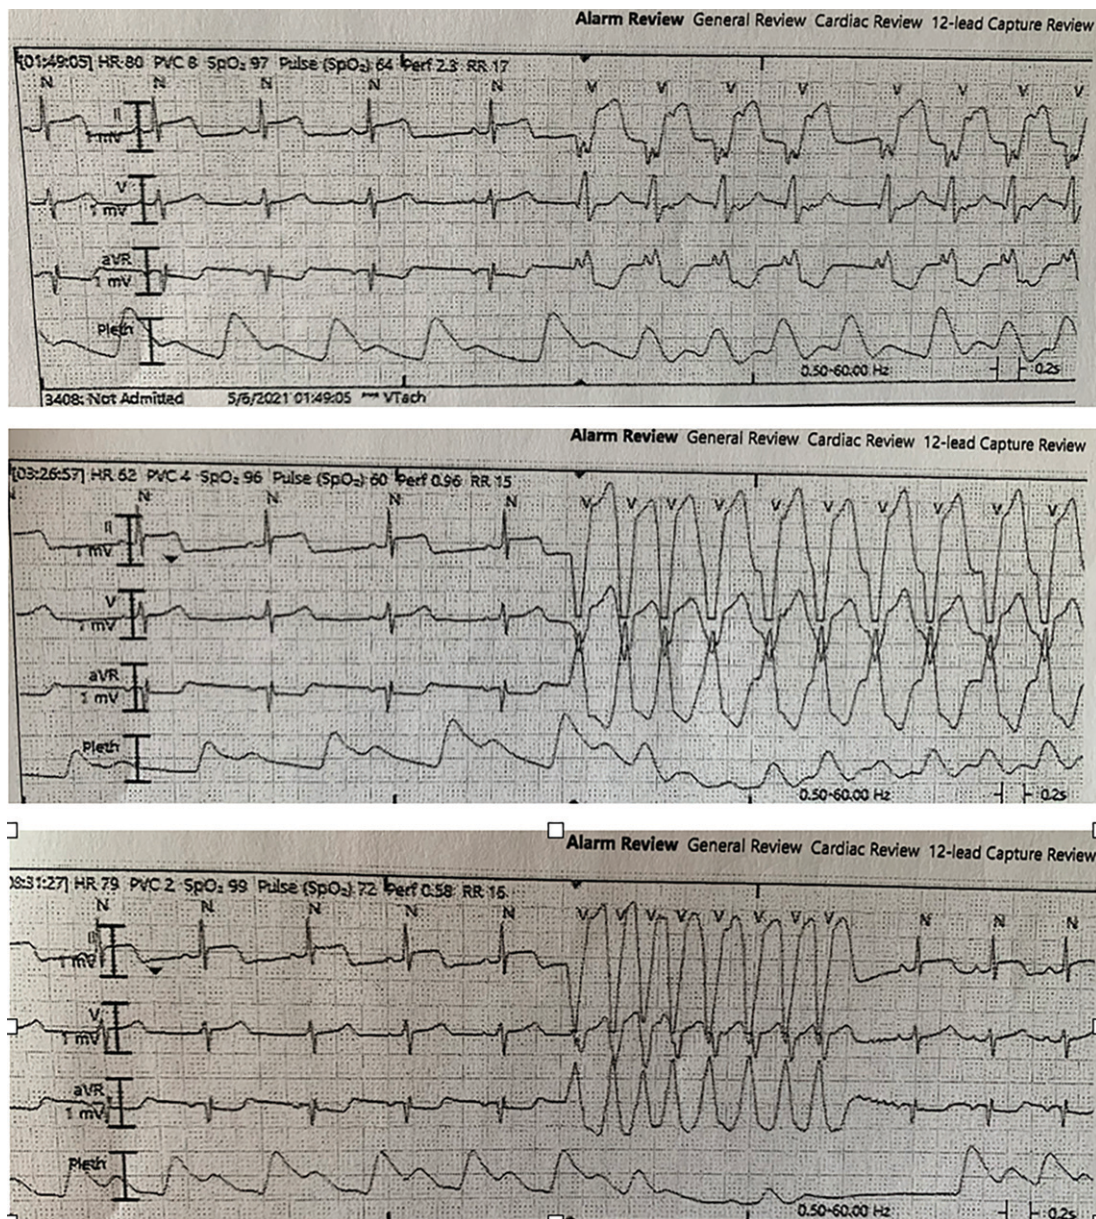 Alarm Review General Review Cardiac Review 12-lead Capture Review
[01:49:05] HR 80 PVC 8 SpO₂ 97 Pulse (SpO₂) 64 Perf 2.3 RR 17
N N N N N V V V V V V V V
II
1 mV
V
1 mV
aVR
1 mV
Pleth
0.50-60.00 Hz 0.2s
3408: Not Admitted 5/6/2021 01:49:05 *** VTach
Alarm Review General Review Cardiac Review 12-lead Capture Review
[03:26:57] HR 62 PVC 4 SpO₂ 96 Pulse (SpO₂) 60 Perf 0.96 RR 15
N N N N V V V V V V V V V V
II
1 mV
V
1 mV
aVR
1 mV
Pleth
0.50-60.00 Hz 0.2s
Alarm Review General Review Cardiac Review 12-lead Capture Review
08:31:27] HR 79 PVC 2 SpO₂ 99 Pulse (SpO₂) 72 Perf 0.58 RR 16
N N N N N V V V V V V V V N N N
II
1 mV
V
1 mV
aVR
1 mV
Pleth
0.50-60.00 Hz 0.2s